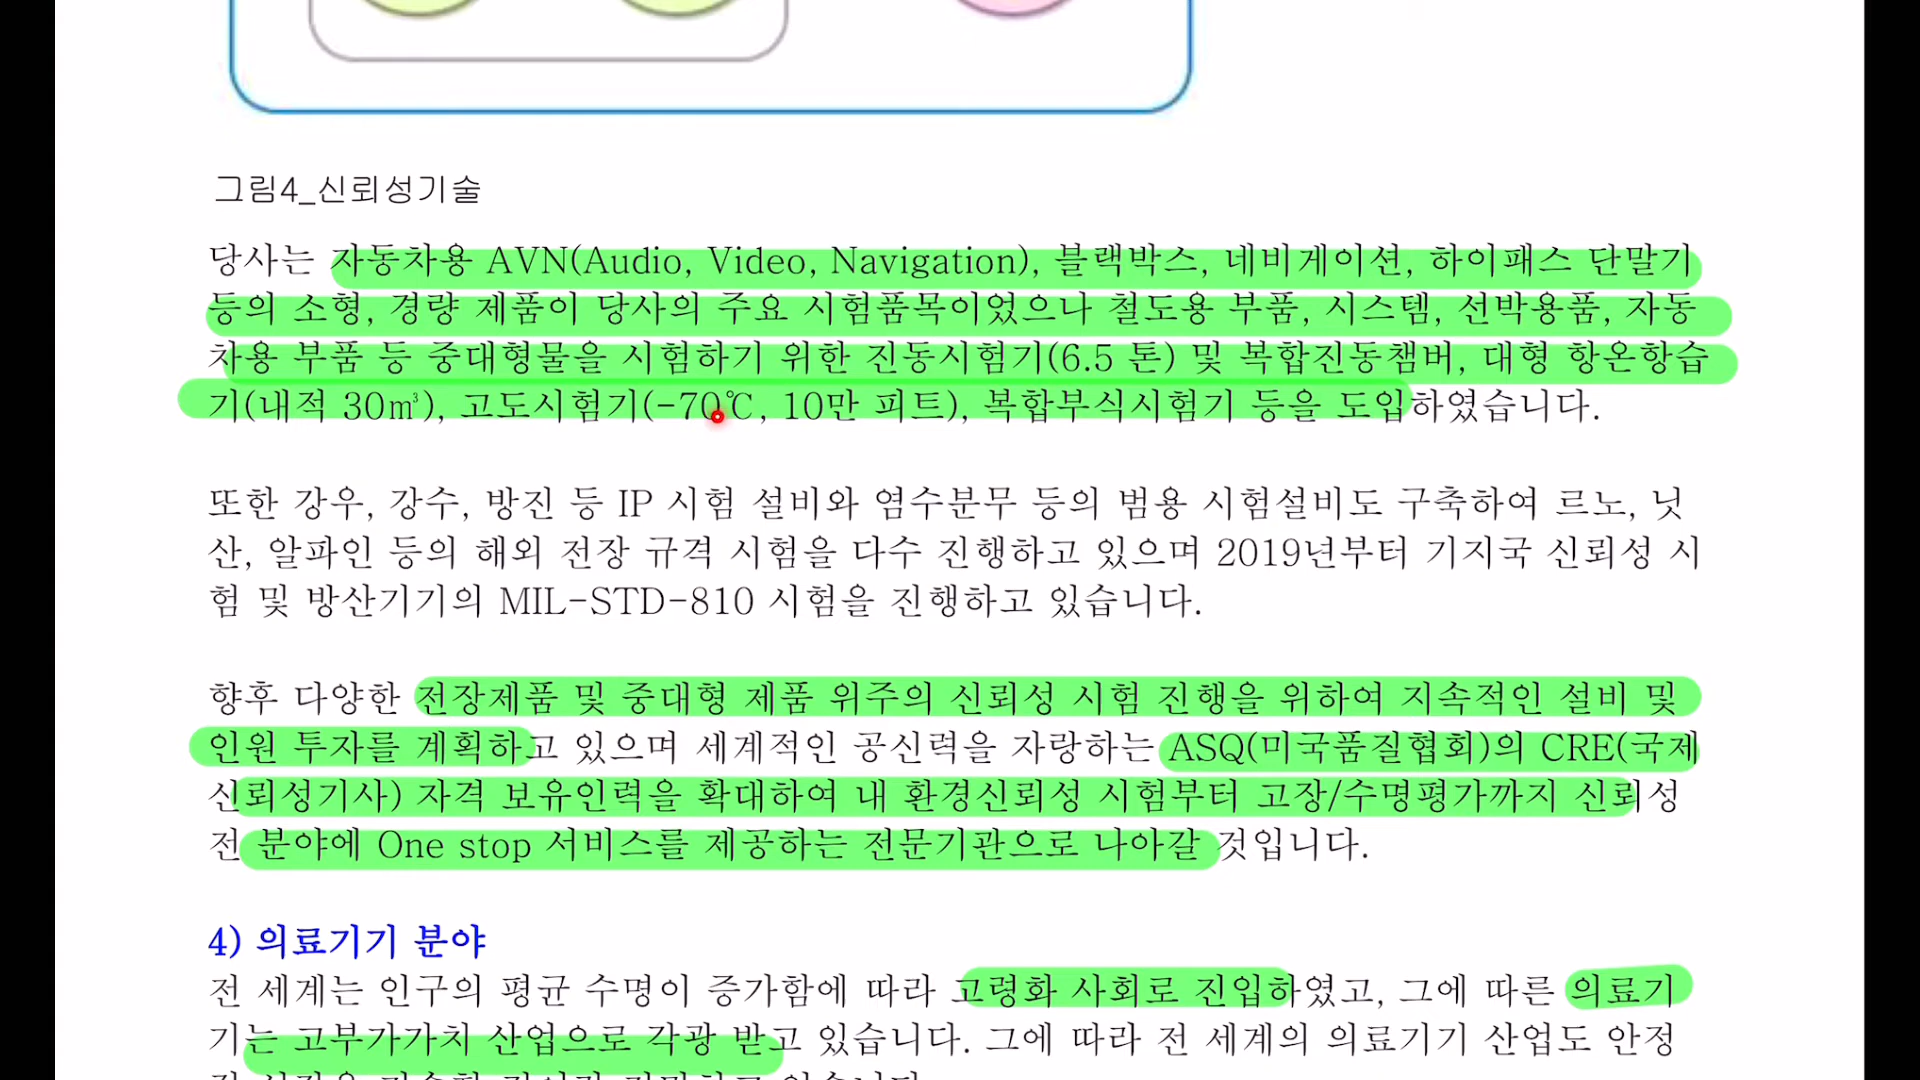 그림4_신뢰성기술
당사는 자동차용 AVN(Audio, Video, Navigation), 블랙박스, 네비게이션, 하이패스 단말기
등의 소형, 경량 제품이 당사의 주요 시험품목이었으나 철도용 부품, 시스템, 선박용품, 자동
차용 부품 등 중대형물을 시험하기 위한 진동시험기(6.5 톤) 및 복합진동챔버, 대형 항온항습
기(내적 30㎥), 고도시험기(-70℃, 10만 피트), 복합부식시험기 등을 도입하였습니다.
또한 강우, 강수, 방진 등 IP 시험 설비와 염수분무 등의 범용 시험설비도 구축하여 르노, 닛
산, 알파인 등의 해외 전장 규격 시험을 다수 진행하고 있으며 2019년부터 기지국 신뢰성 시
험 및 방산기기의 MIL-STD-810 시험을 진행하고 있습니다.
향후 다양한 전장제품 및 중대형 제품 위주의 신뢰성 시험 진행을 위하여 지속적인 설비 및
인원 투자를 계획하고 있으며 세계적인 공신력을 자랑하는 ASQ(미국품질협회)의 CRE(국제
신뢰성기사) 자격 보유인력을 확대하여 내 환경신뢰성 시험부터 고장/수명평가까지 신뢰성
전 분야에 One stop 서비스를 제공하는 전문기관으로 나아갈 것입니다.
4) 의료기기 분야
전 세계는 인구의 평균 수명이 증가함에 따라 고령화 사회로 진입하였고, 그에 따른 의료기
기는 고부가가치 산업으로 각광 받고 있습니다. 그에 따라 전 세계의 의료기기 산업도 안정